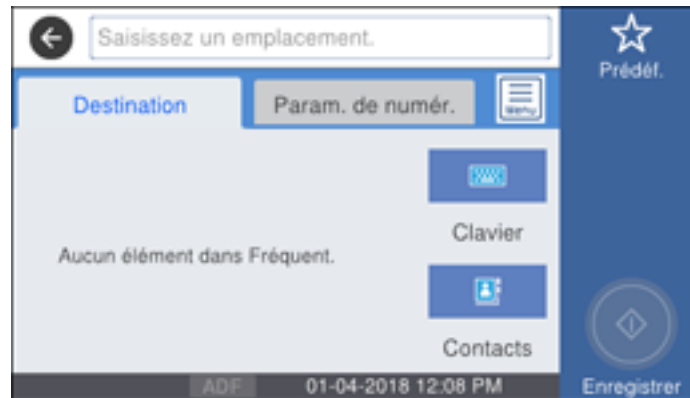 Saisissez un emplacement.
Prédéf.
Destination
Param. de numér.
Menu
Clavier
Aucun élément dans Fréquent.
Contacts
ADF
01-04-2018 12:08 PM
Enregistrer